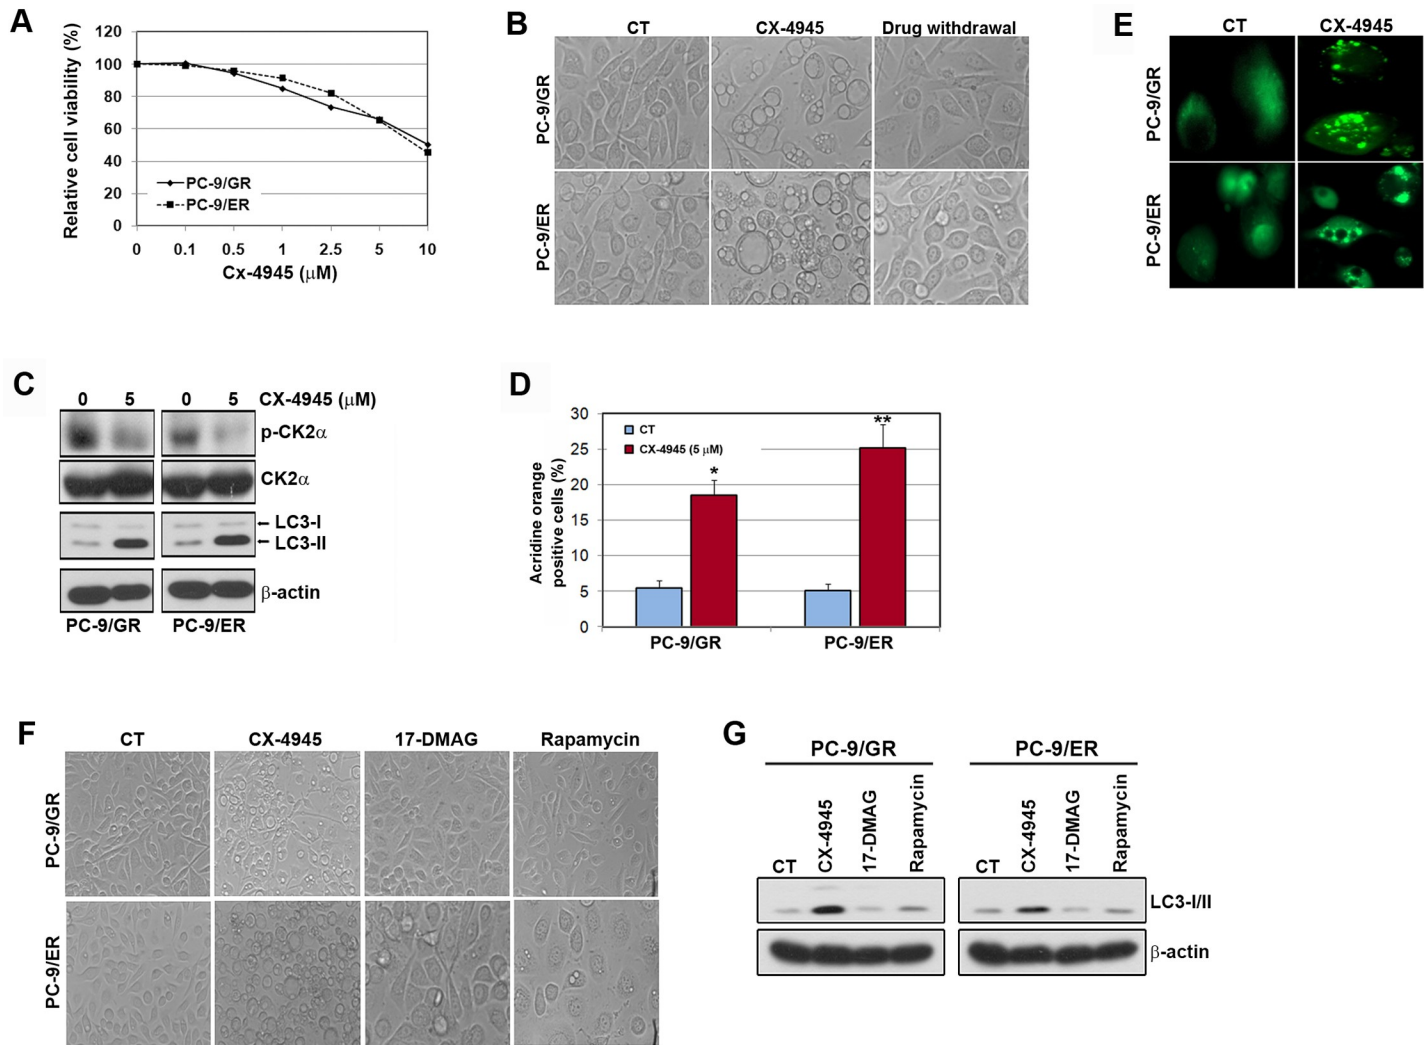 A
Relative cell viability (%)
120
100
80
60
40
20
0
PC-9/GR
PC-9/ER
0 0.1 0.5 1 2.5 5 10
Cx-4945 (μM)
B
CT CX-4945 Drug withdrawal
PC-9/GR
PC-9/ER
E
CT CX-4945
PC-9/GR
PC-9/ER
C
0 5 0 5 CX-4945 (μM)
p-CK2α
CK2α
LC3-I
LC3-II
β-actin
PC-9/GR PC-9/ER
D
Acridine orange
positive cells (%)
30
25
20
15
10
5
0
CT
CX-4945 (5 μM)
*
**
PC-9/GR PC-9/ER
F
CT CX-4945 17-DMAG Rapamycin
PC-9/GR
PC-9/ER
G
PC-9/GR PC-9/ER
CT CX-4945 17-DMAG Rapamycin CT CX-4945 17-DMAG Rapamycin
LC3-I/II
β-actin